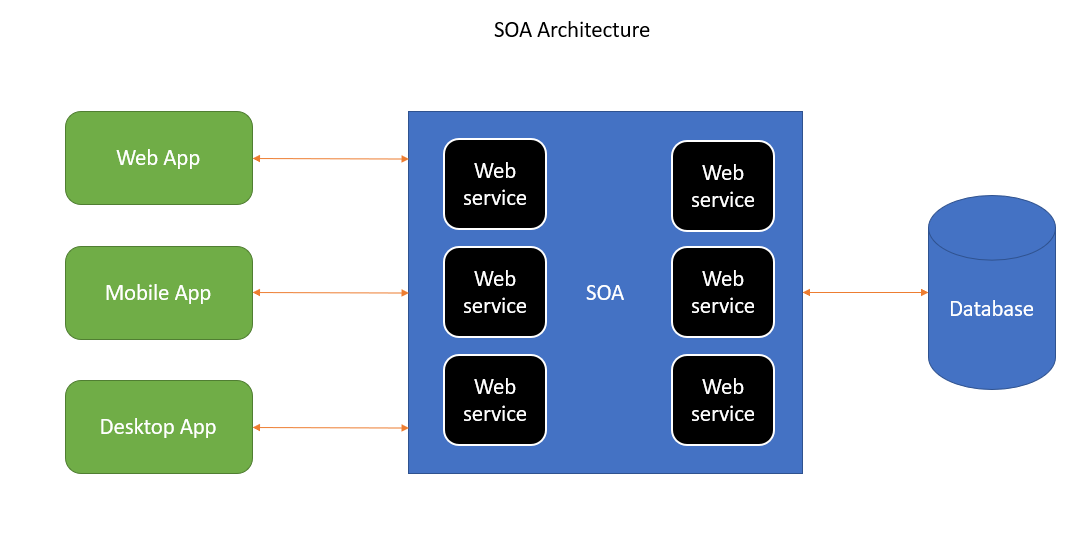 SOA Architecture
Web App
Mobile App
Desktop App
Web
service
Web
service
Web
service
SOA
Web
service
Web
service
Web
service
Database